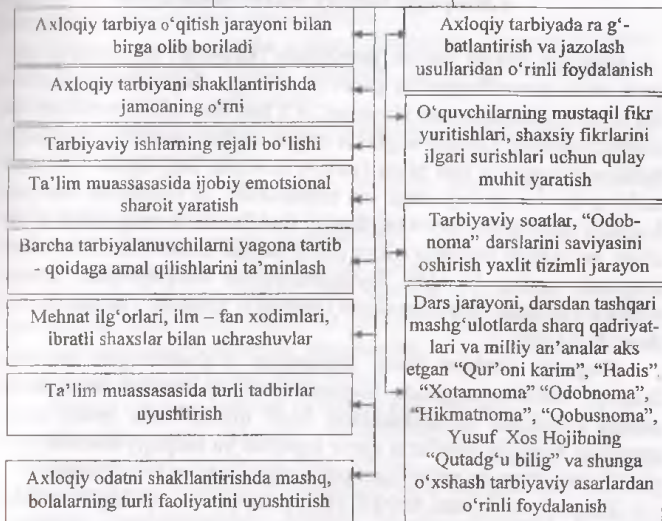 Axloqiy tarbiya o‘qitish jarayoni bilan
birga olib boriladi
Axloqiy tarbiyani shakllantirishda
jamoaning o‘rni
Tarbiyaviy ishlarning rejali bo‘lishi
Ta’lim muassasasida ijobiy emotsional
sharoit yaratish
Barcha tarbiyalanuvchilarni yagona tartib
- qoidaga amal qilishlarini ta’minlash
Mehnat ilg‘orlari, ilm – fan xodimlari,
ibratli shaxslar bilan uchrashuvlar
Ta’lim muassasasida turli tadbirlar
uyushtirish
Axloqiy odatni shakllantirishda mashq,
bolalarning turli faoliyatini uyushtirish
Axloqiy tarbiyada ra g‘-
batlantirish va jazolash
usullaridan o‘rinli foydalanish
O‘quvchilarning mustaqil fikr
yuritishlari, shaxsiy fikrlarini
ilgari surishlari uchun qulay
muhit yaratish
Tarbiyaviy soatlar, “Odob-
noma” darslarini saviyasini
oshirish yaxlit tizimli jarayon
Dars jarayoni, darsdan tashqari
mashg‘ulotlarda sharq qadriyat-
lari va milliy an’analar aks
etgan “Qur’oni karim”, “Hadis”,
“Xotamnoma” “Odobnoma”,
“Hikmatnoma”, “Qobusnoma”,
Yusuf Xos Hojibning
“Qutadg‘u bilig” va shunga
o‘xshash tarbiyaviy asarlardan
o‘rinli foydalanish